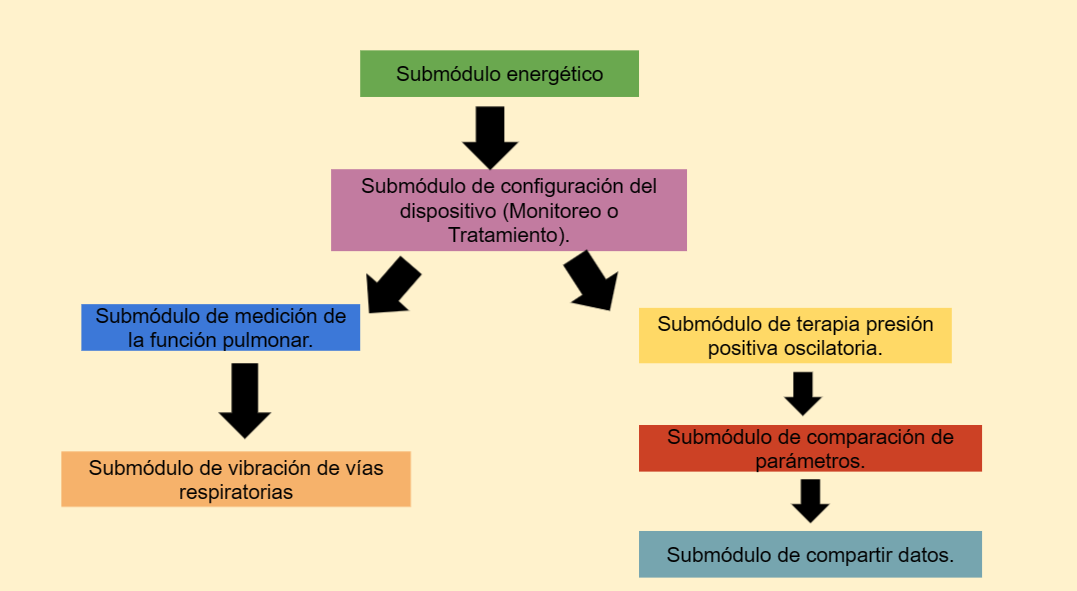 Submódulo energético
Submódulo de configuración del
dispositivo (Monitoreo o
Tratamiento).
Submódulo de medición de
la función pulmonar.
Submódulo de terapia presión
positiva oscilatoria.
Submódulo de comparación de
parámetros.
Submódulo de vibración de vías
respiratorias
Submódulo de compartir datos.